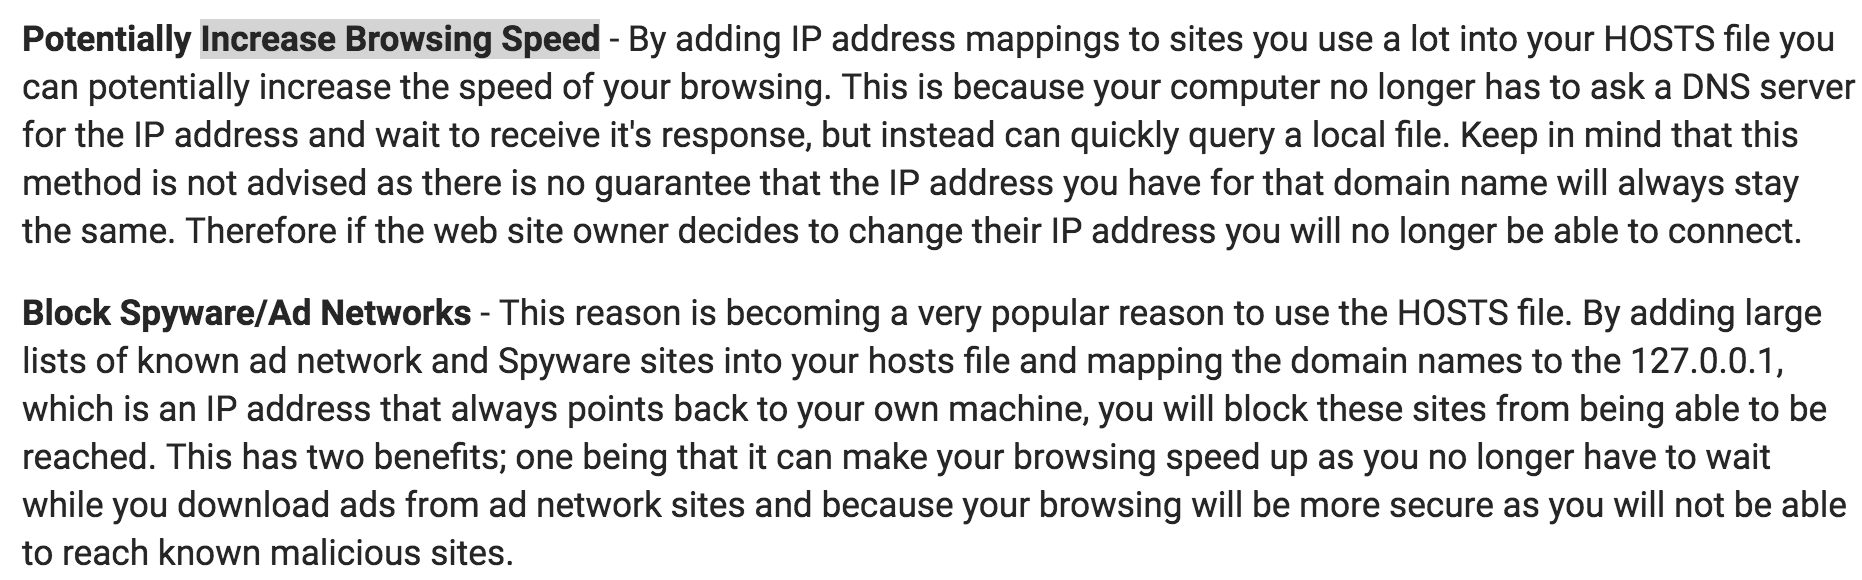 Potentially Increase Browsing Speed - By adding IP address mappings to sites you use a lot into your HOSTS file you
can potentially increase the speed of your browsing. This is because your computer no longer has to ask a DNS server
for the IP address and wait to receive it's response, but instead can quickly query a local file. Keep in mind that this
method is not advised as there is no guarantee that the IP address you have for that domain name will always stay
the same. Therefore if the web site owner decides to change their IP address you will no longer be able to connect.
Block Spyware/Ad Networks - This reason is becoming a very popular reason to use the HOSTS file. By adding large
lists of known ad network and Spyware sites into your hosts file and mapping the domain names to the 127.0.0.1,
which is an IP address that always points back to your own machine, you will block these sites from being able to be
reached. This has two benefits; one being that it can make your browsing speed up as you no longer have to wait
while you download ads from ad network sites and because your browsing will be more secure as you will not be able
to reach known malicious sites.